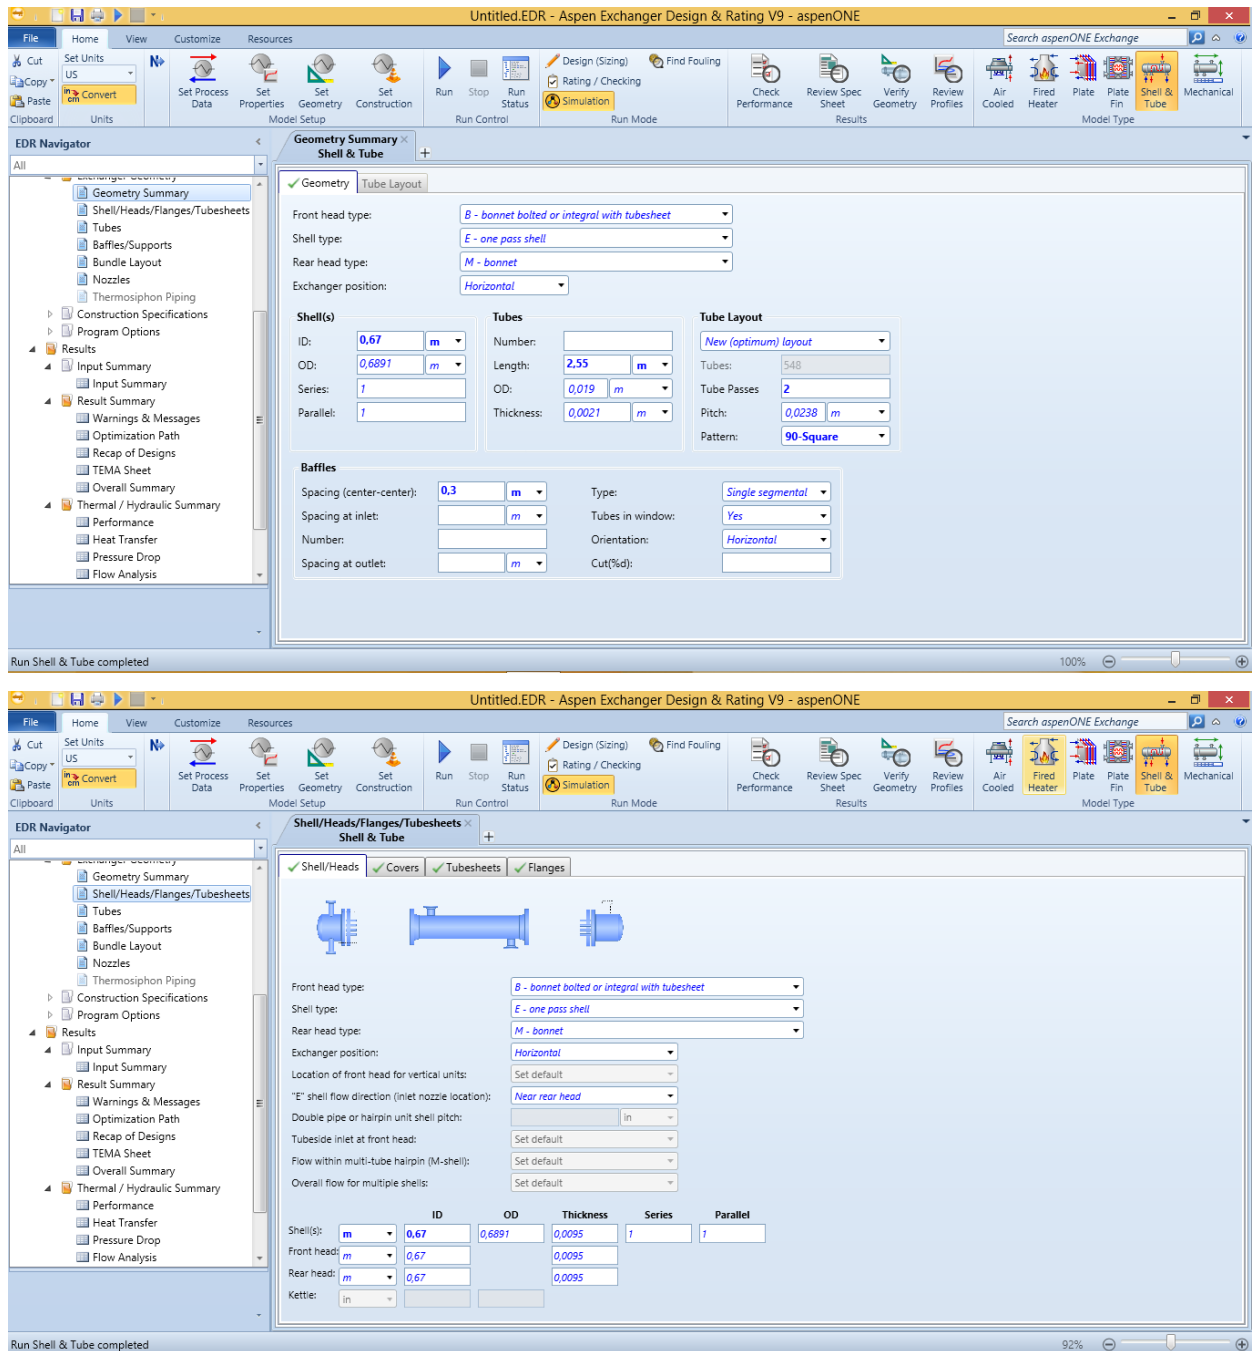 Untitled.EDR - Aspen Exchanger Design & Rating V9 - aspenONE
File Home View Customize Resources Search aspenONE Exchange
Cut Copy Paste Clipboard
Set Units US Convert Units
Set Process Data Set Properties Set Geometry Set Construction Model Setup
Run Stop Run Status Run Control
Design (Sizing) Rating / Checking Simulation Find Fouling Run Mode
Check Performance Review Spec Sheet Verify Geometry Review Profiles Results
Air Cooled Fired Heater Plate Plate Fin Shell & Tube Mechanical Model Type
EDR Navigator
All
Exchanger Geometry
Geometry Summary
Shell/Heads/Flanges/Tubesheets
Tubes
Baffles/Supports
Bundle Layout
Nozzles
Thermosiphon Piping
Construction Specifications
Program Options
Results
Input Summary
Input Summary
Result Summary
Warnings & Messages
Optimization Path
Recap of Designs
TEMA Sheet
Overall Summary
Thermal / Hydraulic Summary
Performance
Heat Transfer
Pressure Drop
Flow Analysis
Geometry Summary
Shell & Tube
Geometry Tube Layout
Front head type: B - bonnet bolted or integral with tubesheet
Shell type: E - one pass shell
Rear head type: M - bonnet
Exchanger position: Horizontal
Shell(s)
ID: 0,67 m
OD: 0,6891 m
Series: 1
Parallel: 1
Tubes
Number:
Length: 2,55 m
OD: 0,019 m
Thickness: 0,0021 m
Tube Layout
New (optimum) layout
Tubes: 548
Tube Passes 2
Pitch: 0,0238 m
Pattern: 90-Square
Baffles
Spacing (center-center): 0,3 m Type: Single segmental
Spacing at inlet: m Tubes in window: Yes
Number: Orientation: Horizontal
Spacing at outlet: m Cut(%d):
Run Shell & Tube completed 100%
Untitled.EDR - Aspen Exchanger Design & Rating V9 - aspenONE
File Home View Customize Resources Search aspenONE Exchange
Cut Copy Paste Clipboard
Set Units US Convert Units
Set Process Data Set Properties Set Geometry Set Construction Model Setup
Run Stop Run Status Run Control
Design (Sizing) Rating / Checking Simulation Find Fouling Run Mode
Check Performance Review Spec Sheet Verify Geometry Review Profiles Results
Air Cooled Fired Heater Plate Plate Fin Shell & Tube Mechanical Model Type
EDR Navigator
All
Exchanger Geometry
Geometry Summary
Shell/Heads/Flanges/Tubesheets
Tubes
Baffles/Supports
Bundle Layout
Nozzles
Thermosiphon Piping
Construction Specifications
Program Options
Results
Input Summary
Input Summary
Result Summary
Warnings & Messages
Optimization Path
Recap of Designs
TEMA Sheet
Overall Summary
Thermal / Hydraulic Summary
Performance
Heat Transfer
Pressure Drop
Flow Analysis
Shell/Heads/Flanges/Tubesheets
Shell & Tube
Shell/Heads Covers Tubesheets Flanges
Front head type: B - bonnet bolted or integral with tubesheet
Shell type: E - one pass shell
Rear head type: M - bonnet
Exchanger position: Horizontal
Location of front head for vertical units: Set default
"E" shell flow direction (inlet nozzle location): Near rear head
Double pipe or hairpin unit shell pitch: in
Tubeside inlet at front head: Set default
Flow within multi-tube hairpin (M-shell): Set default
Overall flow for multiple shells: Set default
ID OD Thickness Series Parallel
Shell(s): m 0,67 0,6891 0,0095 1 1
Front head: m 0,67 0,0095
Rear head: m 0,67 0,0095
Kettle: in
Run Shell & Tube completed 92%